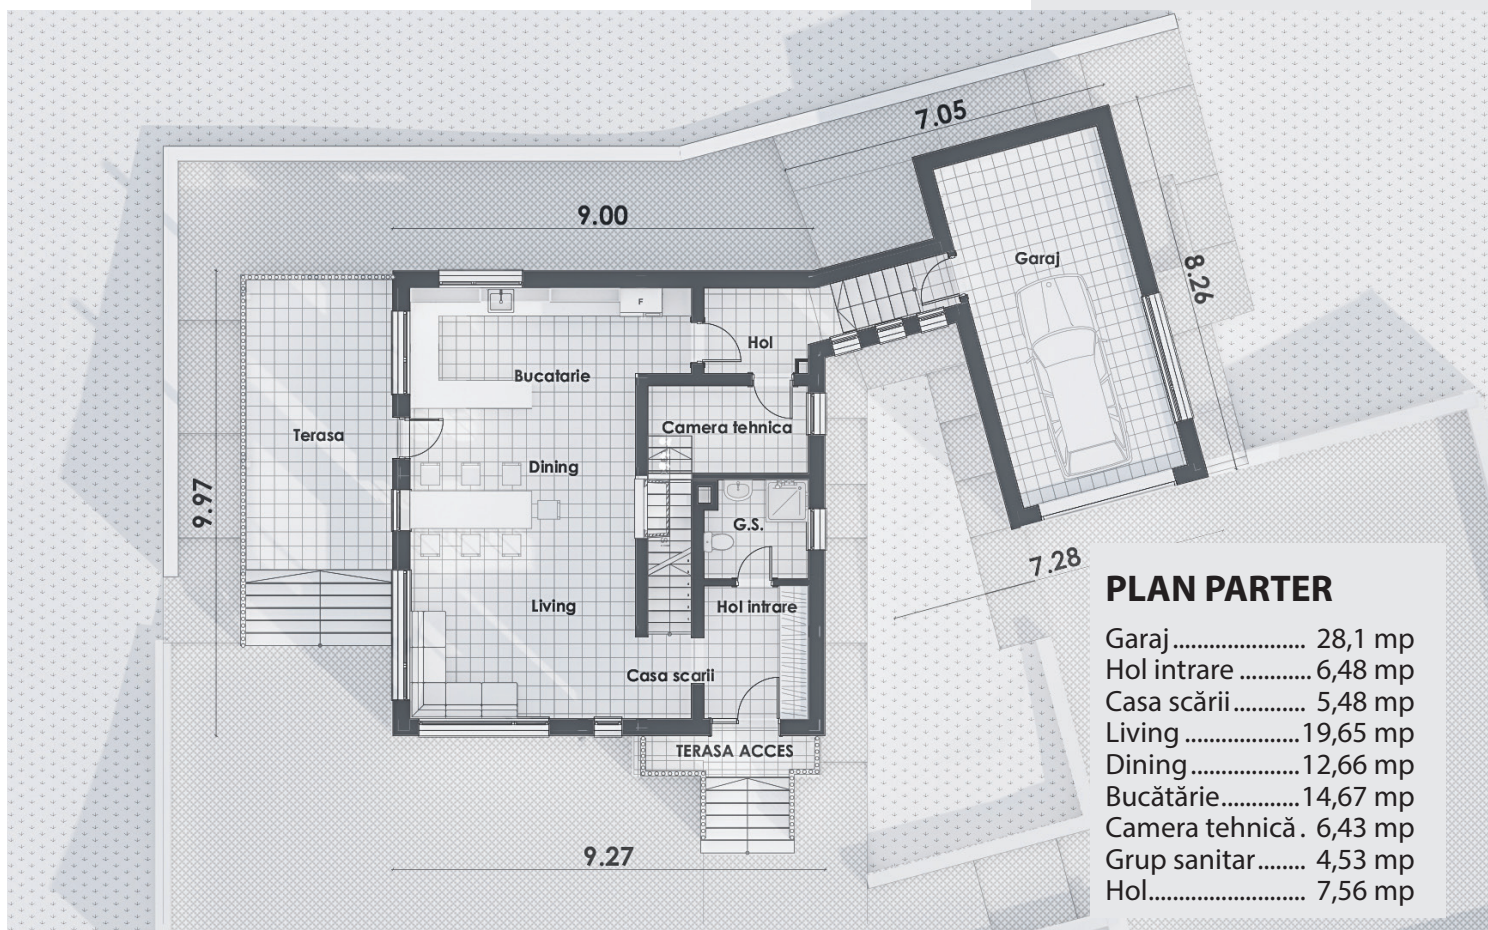 7.05
9.00
Garaj
8.26
F
Hol
Bucatarie
Camera tehnica
Terasa
Dining
9.97
G.S.
7.28
Living
Hol intrare
Casa scarii
TERASA ACCES
9.27
PLAN PARTER
Garaj ...................... 28,1 mp
Hol intrare ............ 6,48 mp
Casa scării ............ 5,48 mp
Living ................... 19,65 mp
Dining .................. 12,66 mp
Bucătărie ............. 14,67 mp
Camera tehnică . 6,43 mp
Grup sanitar ........ 4,53 mp
Hol .......................... 7,56 mp